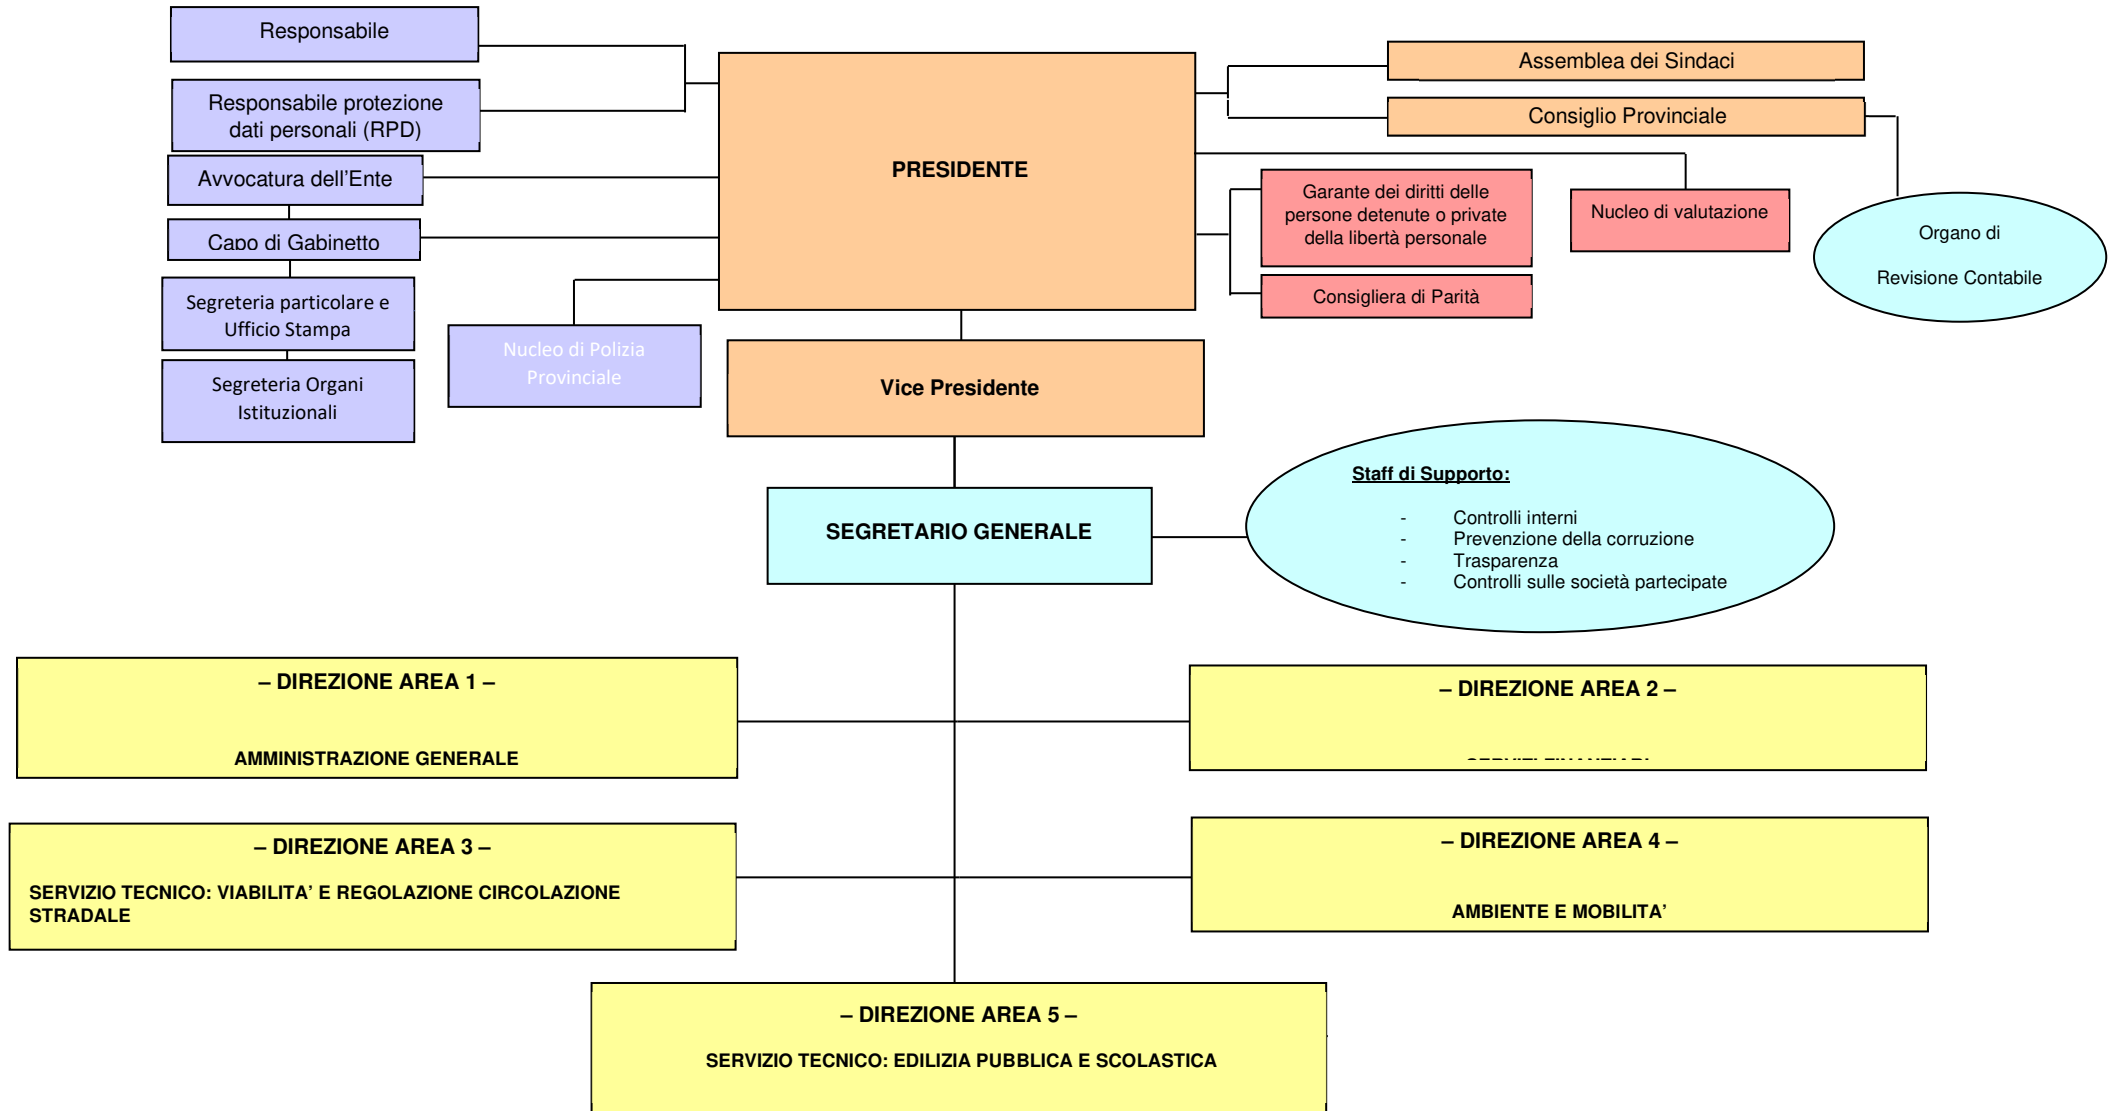 Responsabile
Responsabile protezione
dati personali (RPD)
Avvocatura dell'Ente
Capo di Gabinetto
Segreteria particolare e
Ufficio Stampa
Segreteria Organi
Istituzionali
Nucleo di Polizia
Provinciale
PRESIDENTE
Assemblea dei Sindaci
Consiglio Provinciale
Garante dei diritti delle
persone detenute o private
della libertà personale
Consigliera di Parità
Nucleo di valutazione
Organo di
Revisione Contabile
Vice Presidente
SEGRETARIO GENERALE
Staff di Supporto:
- Controlli interni
- Prevenzione della corruzione
- Trasparenza
- Controlli sulle società partecipate
– DIREZIONE AREA 1 –
AMMINISTRAZIONE GENERALE
– DIREZIONE AREA 2 –
– DIREZIONE AREA 3 –
SERVIZIO TECNICO: VIABILITA' E REGOLAZIONE CIRCOLAZIONE
STRADALE
– DIREZIONE AREA 4 –
AMBIENTE E MOBILITA'
– DIREZIONE AREA 5 –
SERVIZIO TECNICO: EDILIZIA PUBBLICA E SCOLASTICA